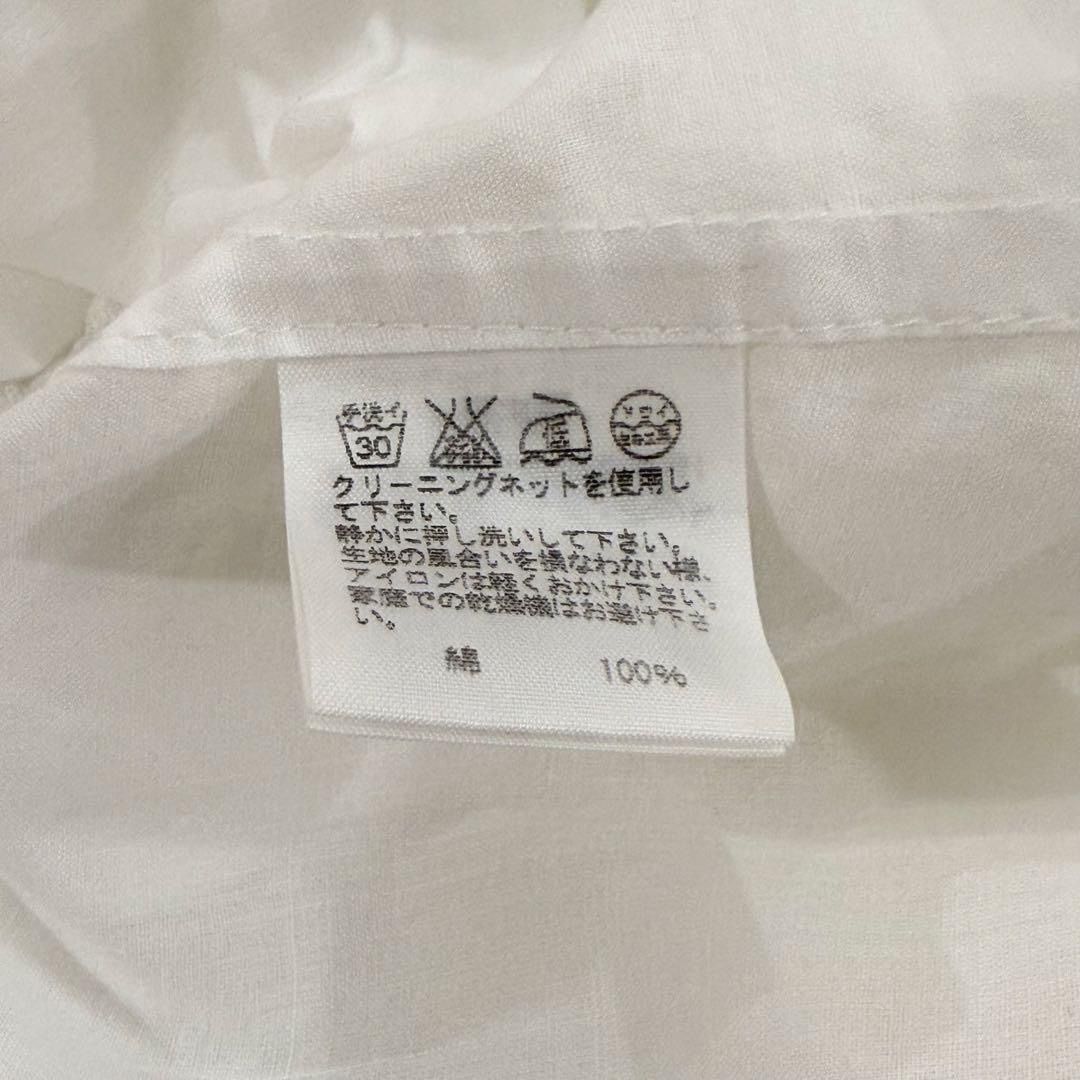 手洗イ
30
クリーニングネットを使用し
て下さい。
静かに押し洗いして下さい。
生地の風合いを損なわない様、
アイロンは軽くおかけ下さい。
家庭での乾燥機はお避け下さ
い。
綿 100%